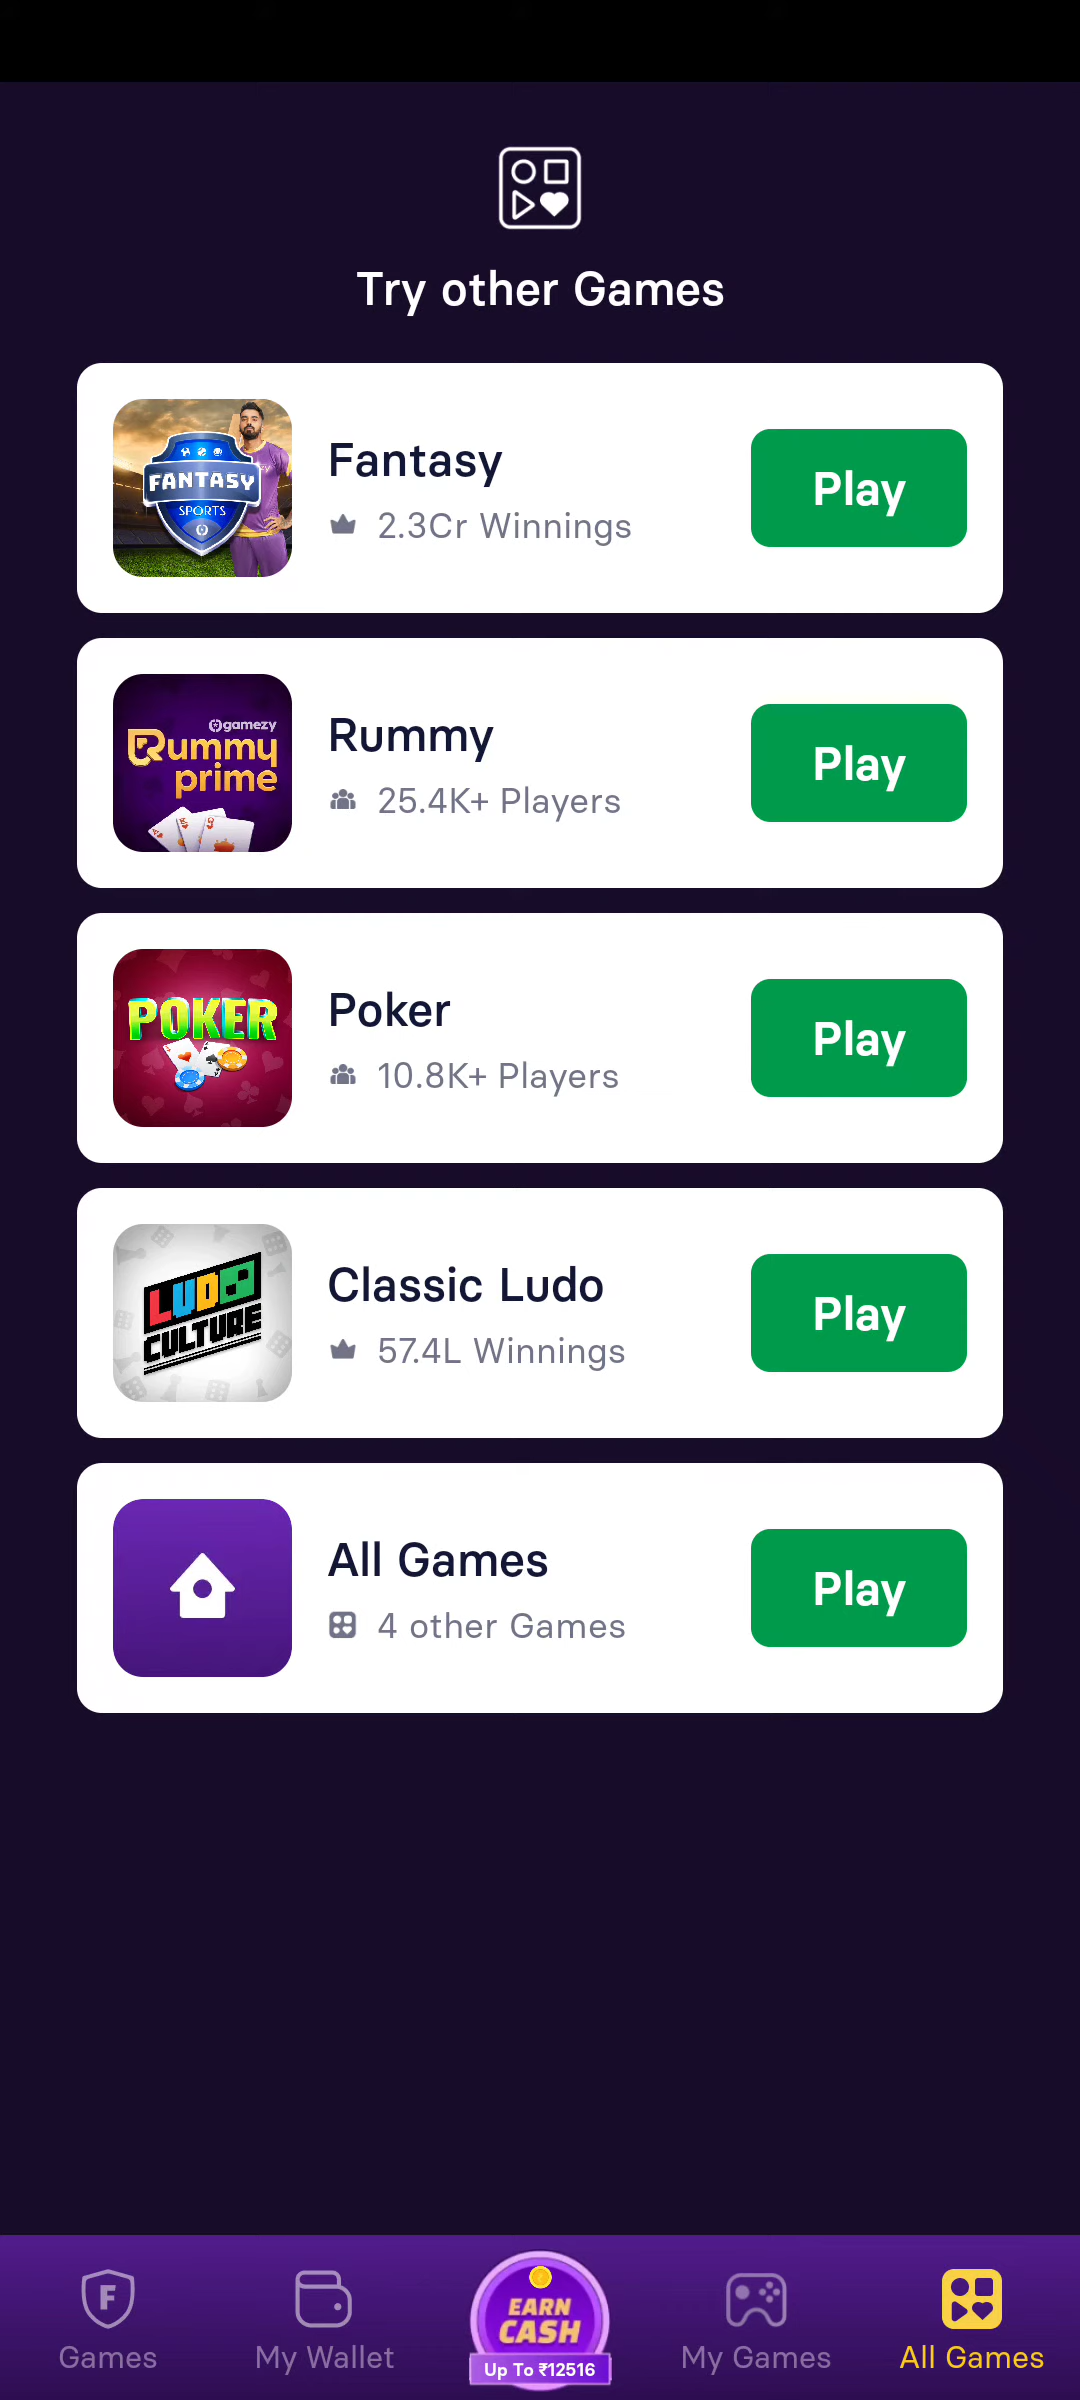 Try other Games
FANTASY
SPORTS
Fantasy
2.3Cr Winnings
Play
gamezy
Rummy
prime
Rummy
25.4K+ Players
Play
POKER
Poker
10.8K+ Players
Play
LUDO
CULTURE
Classic Ludo
57.4L Winnings
Play
All Games
4 other Games
Play
F
Games
My Wallet
EARN
CASH
Up To ₹12516
My Games
All Games